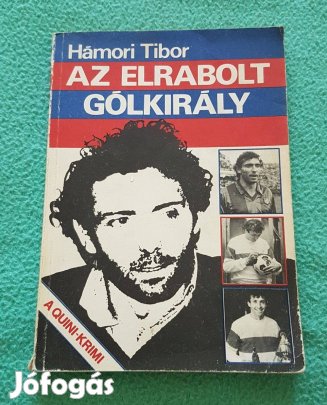 Hámori Tibor
AZ ELRABOLT
GÓLKIRÁLY
A QUINI-KRIMI
Jófogás